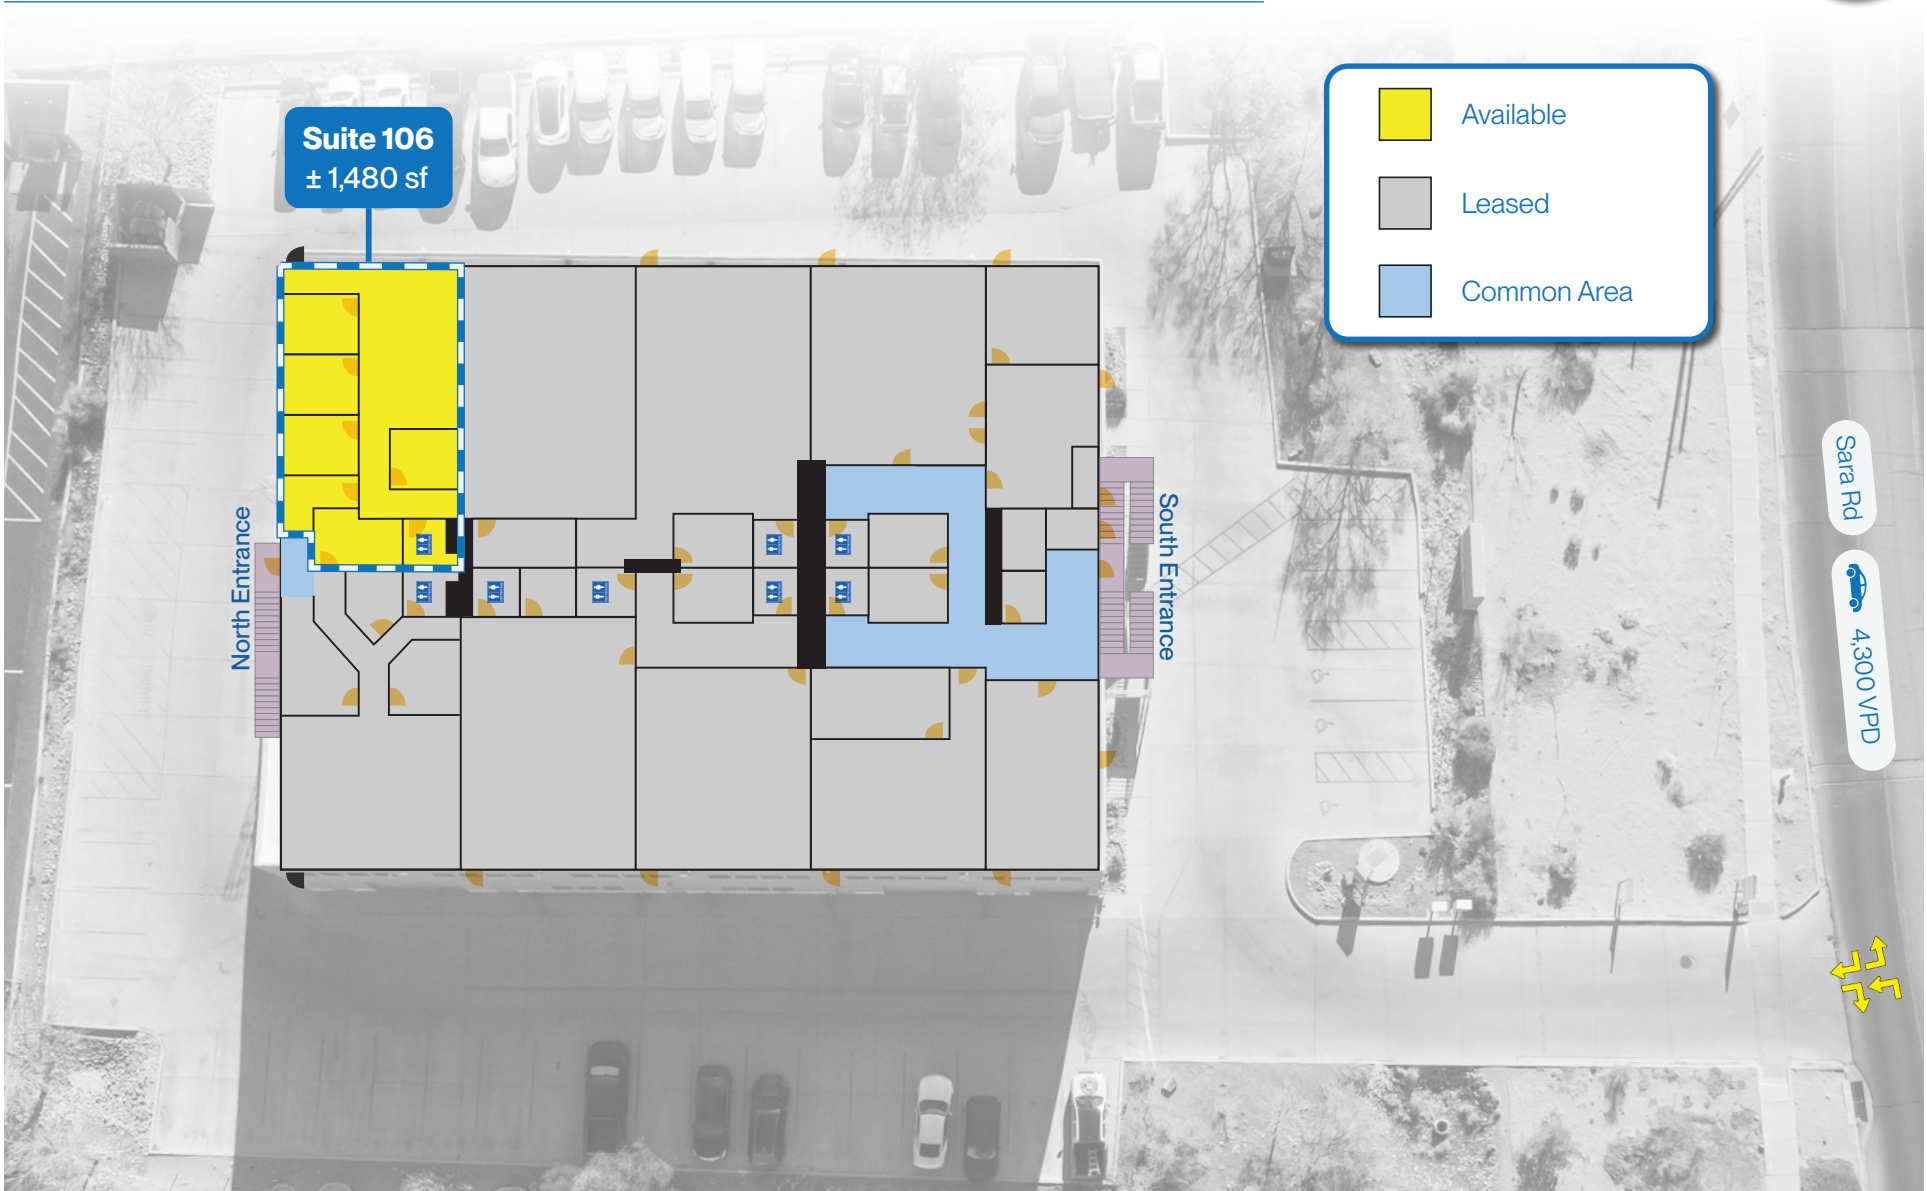 Suite 106
± 1,480 sf
Available
Leased
Common Area
North Entrance
South Entrance
Sara Rd
4,300 VPD